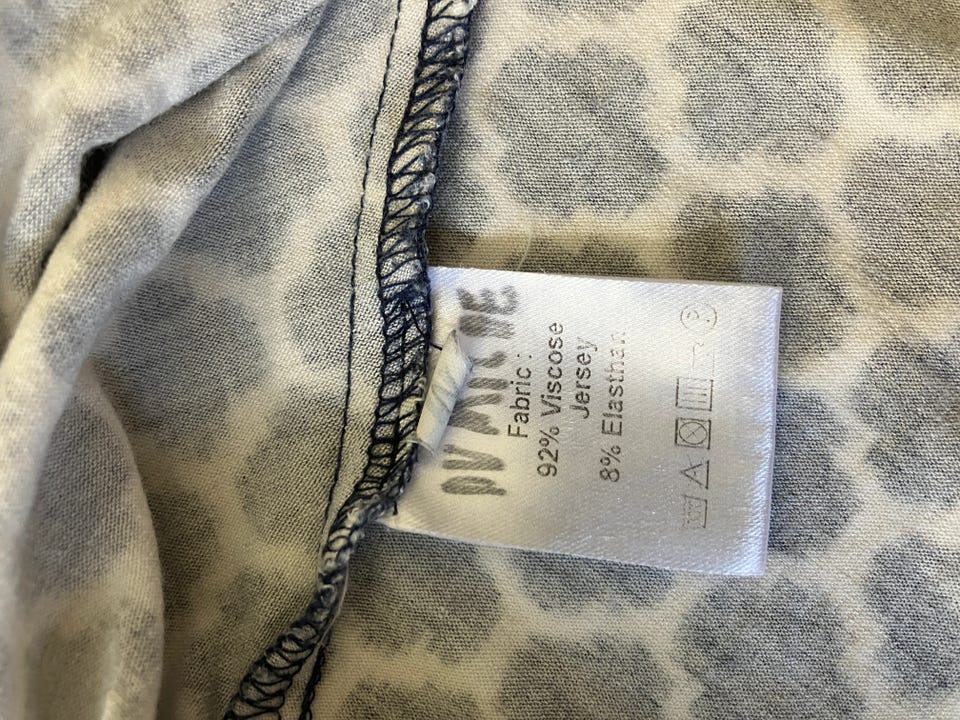 Fabric :
92% Viscose
Jersey
8% Elasthan
P